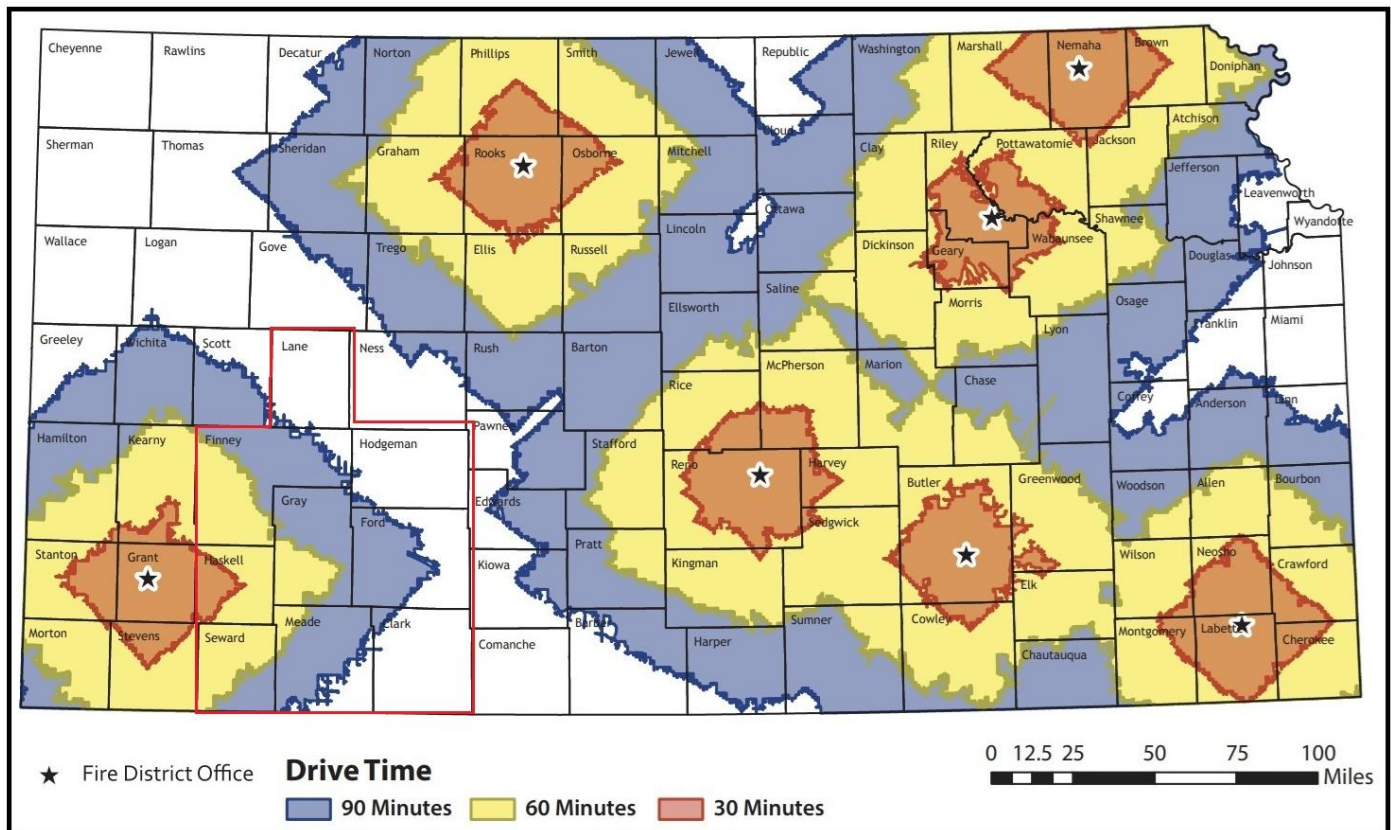 Cheyenne
Rawlins
Decatur
Norton
Phillips
Smith
Jewell
Republic
Washington
Marshall
Nemaha
Brown
Doniphan
Sherman
Thomas
Sheridan
Graham
Rooks
Osborne
Mitchell
Cloud
Clay
Riley
Pottawatomie
Jackson
Atchison
Jefferson
Leavenworth
Wyandotte
Wallace
Logan
Gove
Trego
Ellis
Russell
Lincoln
Ottawa
Saline
Dickinson
Geary
Wabaunsee
Shawnee
Douglas
Johnson
Greeley
Wichita
Scott
Lane
Ness
Rush
Barton
Ellsworth
Rice
McPherson
Marion
Morris
Chase
Lyon
Osage
Coffey
Franklin
Miami
Anderson
Linn
Hamilton
Kearny
Finney
Hodgeman
Pawnee
Edwards
Stafford
Reno
Harvey
Sedgwick
Butler
Greenwood
Woodson
Allen
Bourbon
Stanton
Grant
Haskell
Gray
Ford
Kiowa
Pratt
Kingman
Elk
Wilson
Neosho
Crawford
Morton
Stevens
Seward
Meade
Clark
Comanche
Barber
Harper
Sumner
Cowley
Chautauqua
Montgomery
Labette
Cherokee
Fire District Office
Drive Time
90 Minutes
60 Minutes
30 Minutes
0 12.5 25 50 75 100
Miles